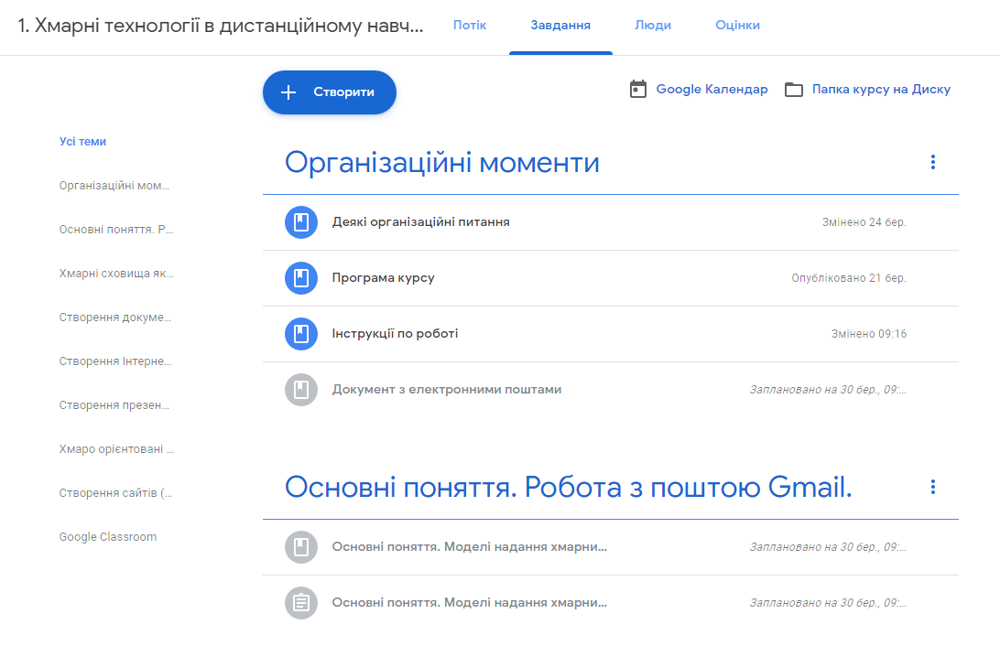 1. Хмарні технології в дистанційному навч...
Потік
Завдання
Люди
Оцінки
Створити
Google Календар
Папка курсу на Диску
Усі теми
Організаційні мом...
Основні поняття. Р...
Хмарні сховища як...
Створення докуме...
Створення Інтерне...
Створення презен...
Хмаро орієнтовані ...
Створення сайтів (...
Google Classroom
Організаційні моменти
Деякі організаційні питання
Змінено 24 бер.
Програма курсу
Опубліковано 21 бер.
Інструкції по роботі
Змінено 09:16
Документ з електронними поштами
Заплановано на 30 бер., 09:...
Основні поняття. Робота з поштою Gmail.
Основні поняття. Моделі надання хмарни...
Заплановано на 30 бер., 09:...
Основні поняття. Моделі надання хмарни...
Заплановано на 30 бер., 09:...